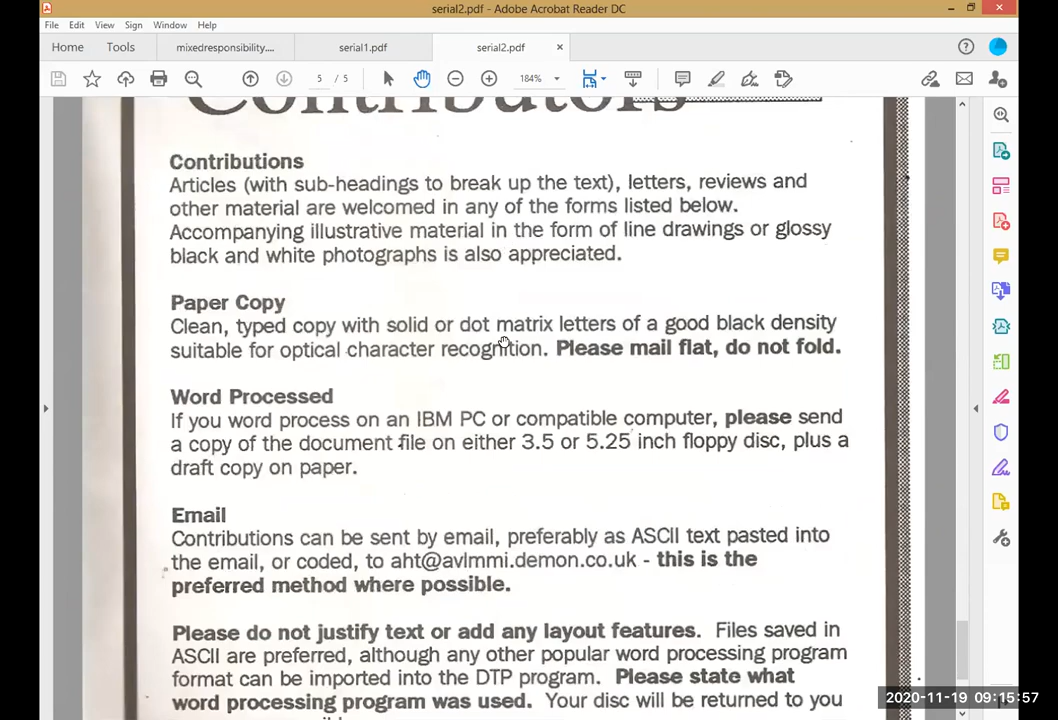 serial2.pdf - Adobe Acrobat Reader DC
File Edit View Sign Window Help
Home Tools mixedresponsibility.... serial1.pdf serial2.pdf
5 / 5 184%
Contributors
Contributions
Articles (with sub-headings to break up the text), letters, reviews and
other material are welcomed in any of the forms listed below.
Accompanying illustrative material in the form of line drawings or glossy
black and white photographs is also appreciated.
Paper Copy
Clean, typed copy with solid or dot matrix letters of a good black density
suitable for optical character recognition. Please mail flat, do not fold.
Word Processed
If you word process on an IBM PC or compatible computer, please send
a copy of the document file on either 3.5 or 5.25 inch floppy disc, plus a
draft copy on paper.
Email
Contributions can be sent by email, preferably as ASCII text pasted into
the email, or coded, to aht@avlmmi.demon.co.uk - this is the
preferred method where possible.
Please do not justify text or add any layout features. Files saved in
ASCII are preferred, although any other popular word processing program
format can be imported into the DTP program. Please state what
word processing program was used. Your disc will be returned to you
2020-11-19 09:15:57